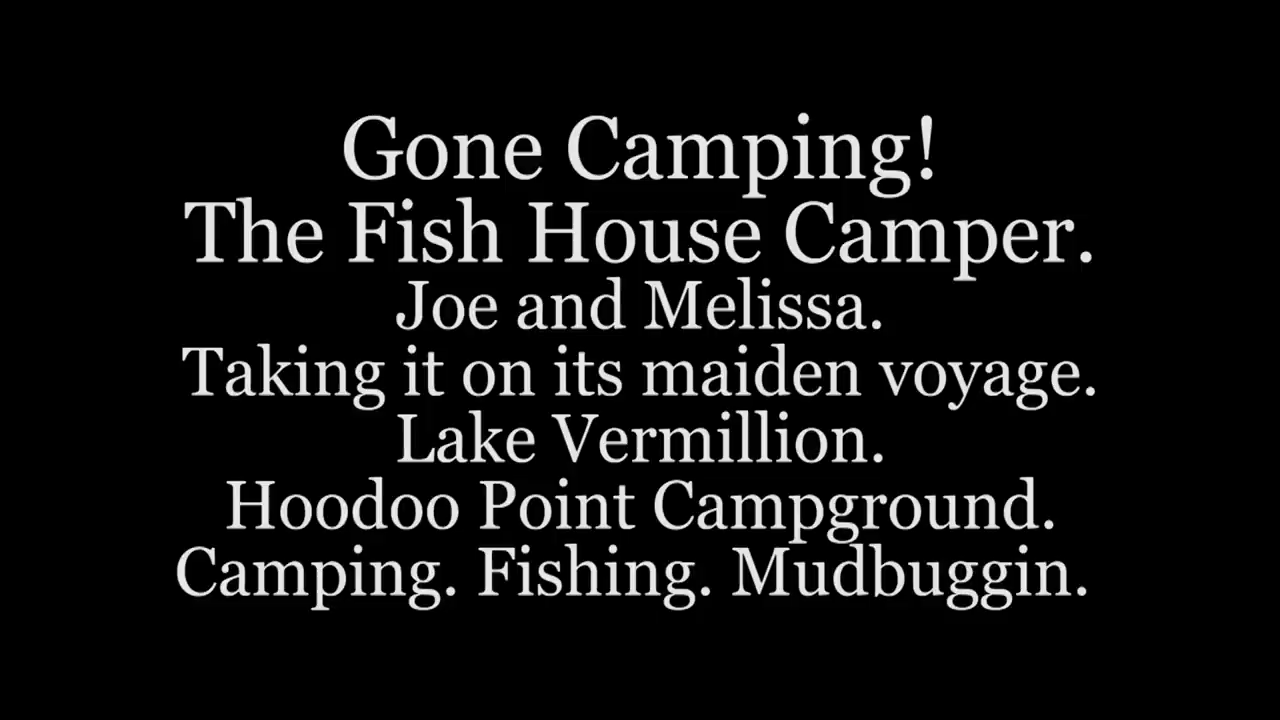 Gone Camping!
The Fish House Camper.
Joe and Melissa.
Taking it on its maiden voyage.
Lake Vermillion.
Hoodoo Point Campground.
Camping. Fishing. Mudbuggin.